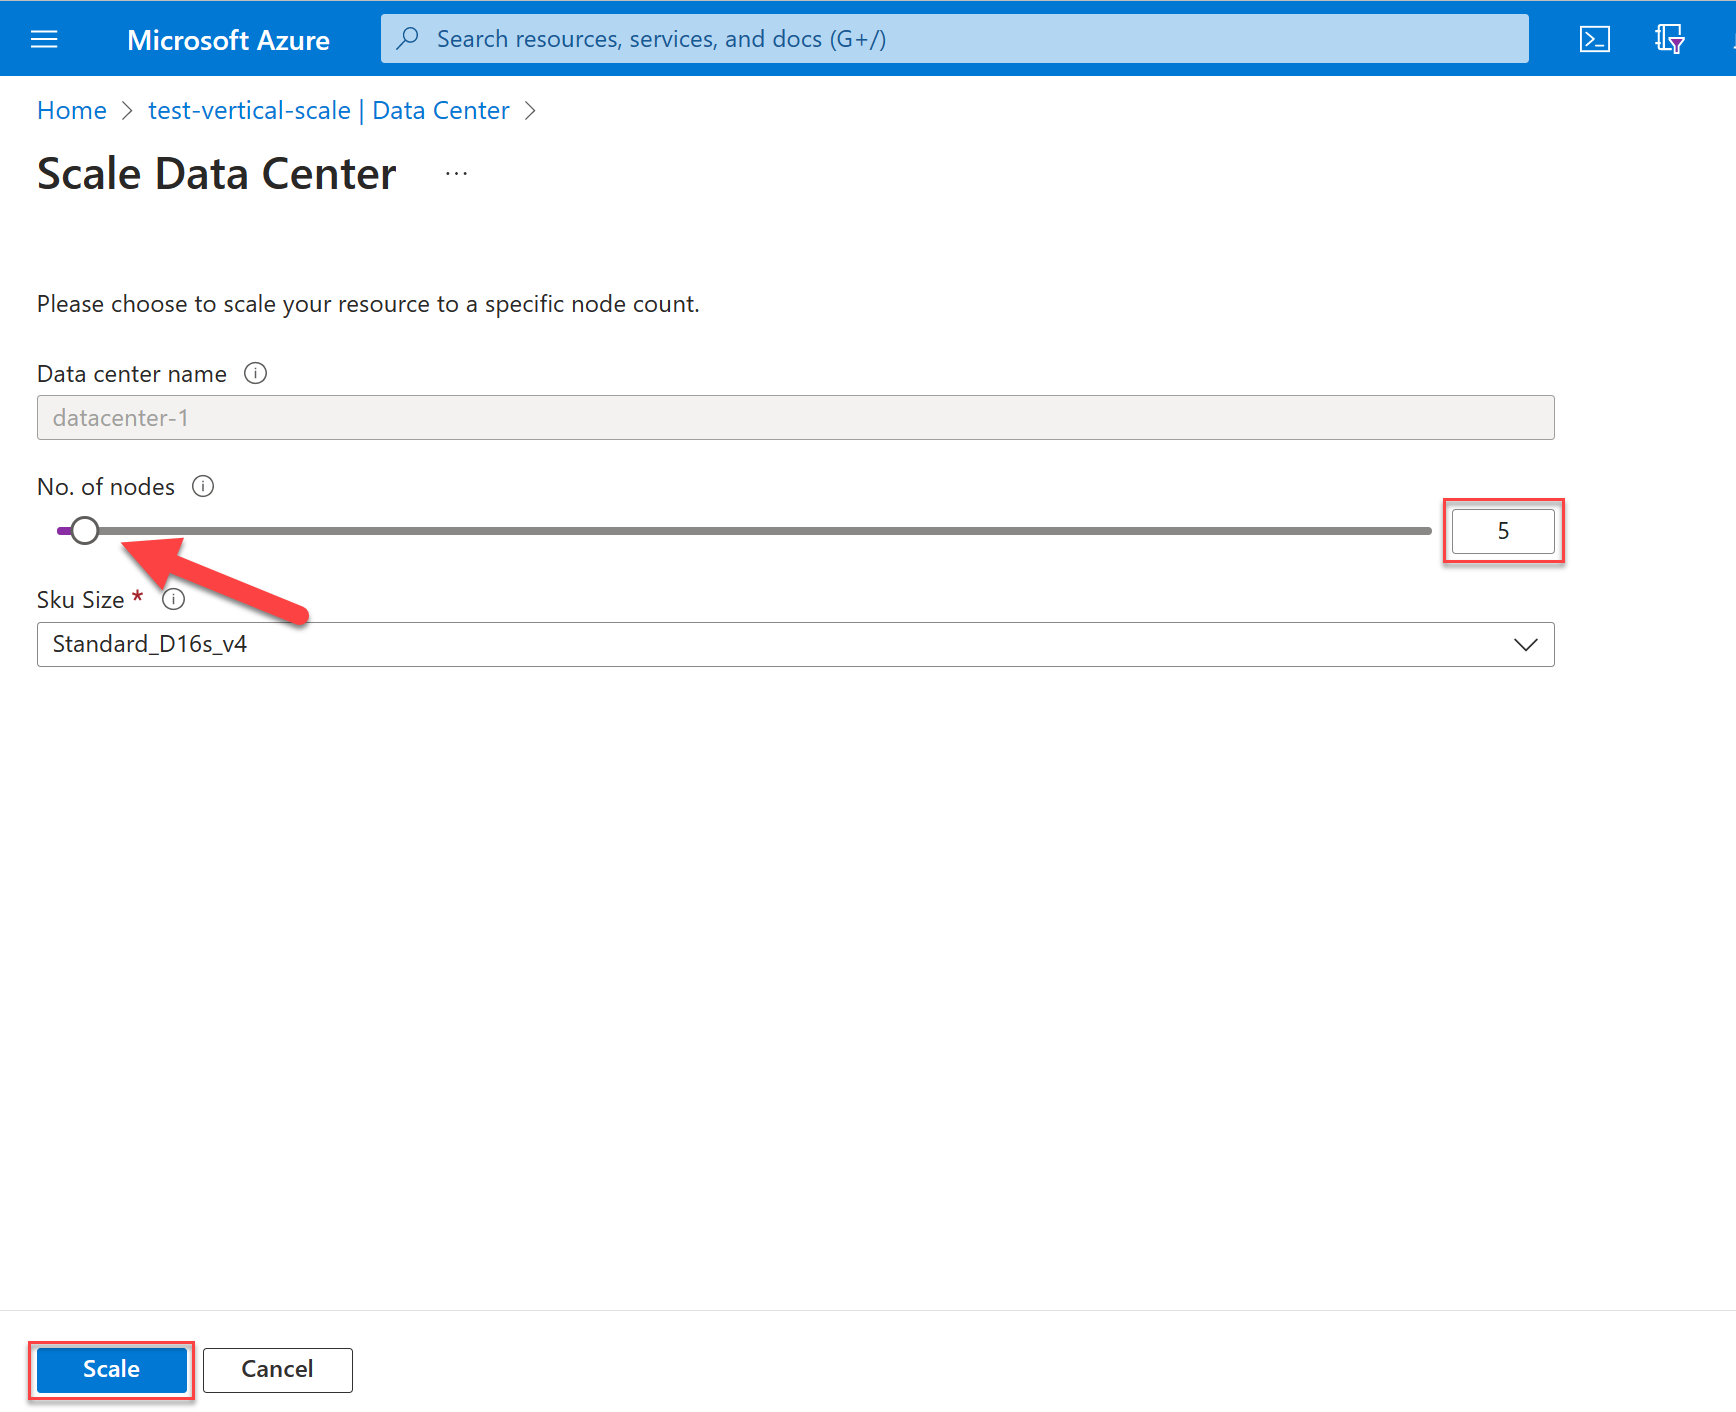 Microsoft Azure
Search resources, services, and docs (G+/)
Home > test-vertical-scale | Data Center >
Scale Data Center ...
Please choose to scale your resource to a specific node count.
Data center name
datacenter-1
No. of nodes
5
Sku Size *
Standard_D16s_v4
Scale
Cancel